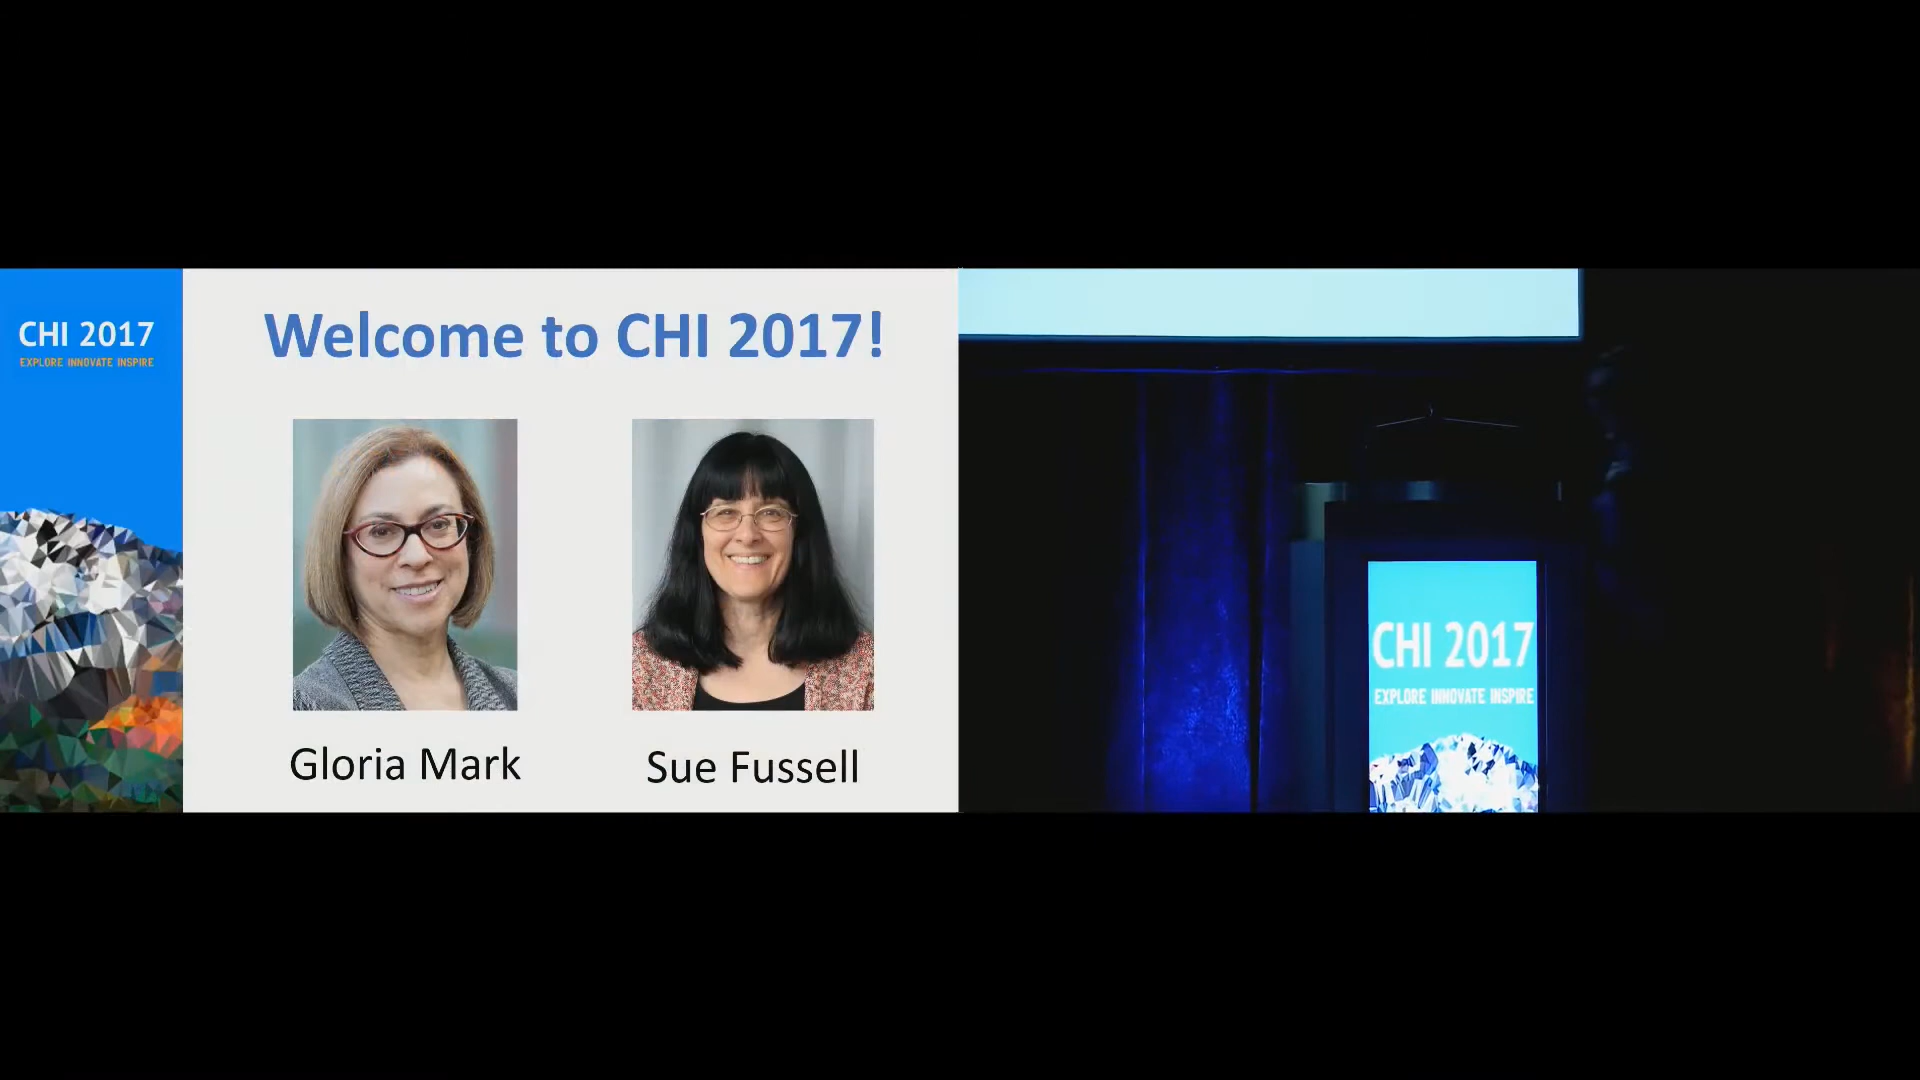 CHI 2017
EXPLORE INNOVATE INSPIRE
Welcome to CHI 2017!
Gloria Mark
Sue Fussell
CHI 2017
EXPLORE INNOVATE INSPIRE